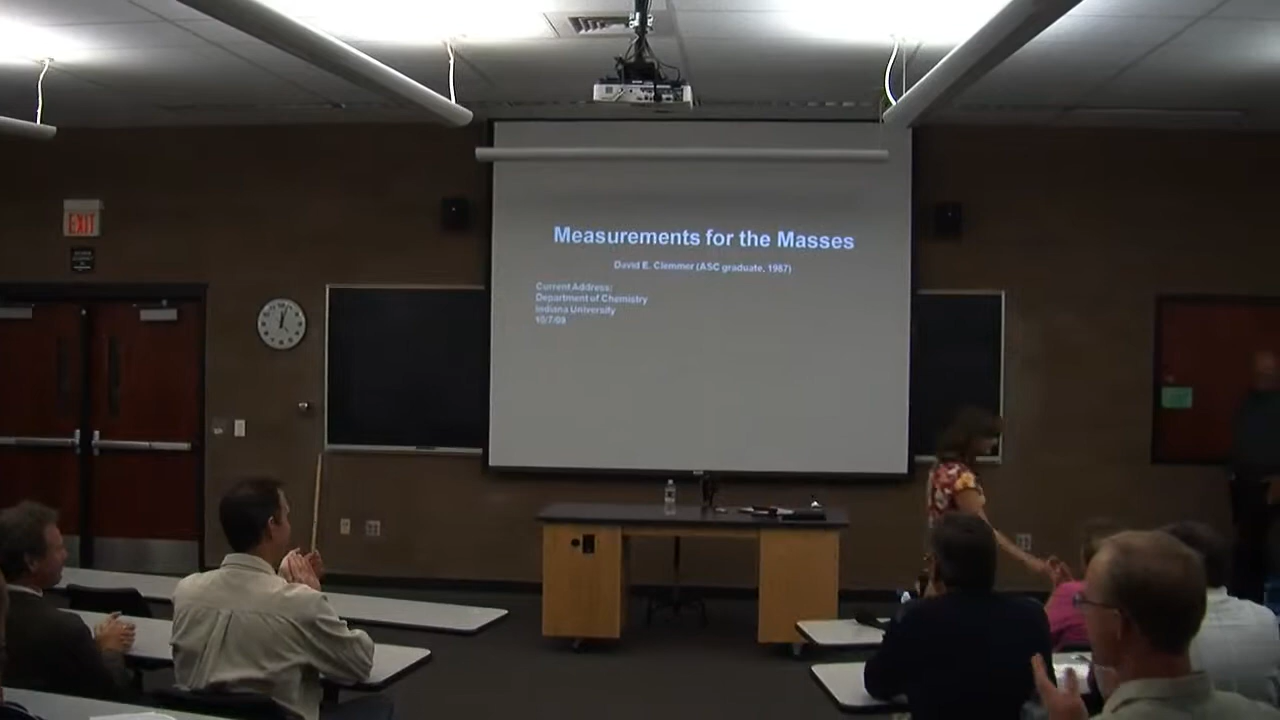 EXIT
Measurements for the Masses
David E. Clemmer (ASC graduate, 1987)
Current Address:
Department of Chemistry
Indiana University
10/7/08